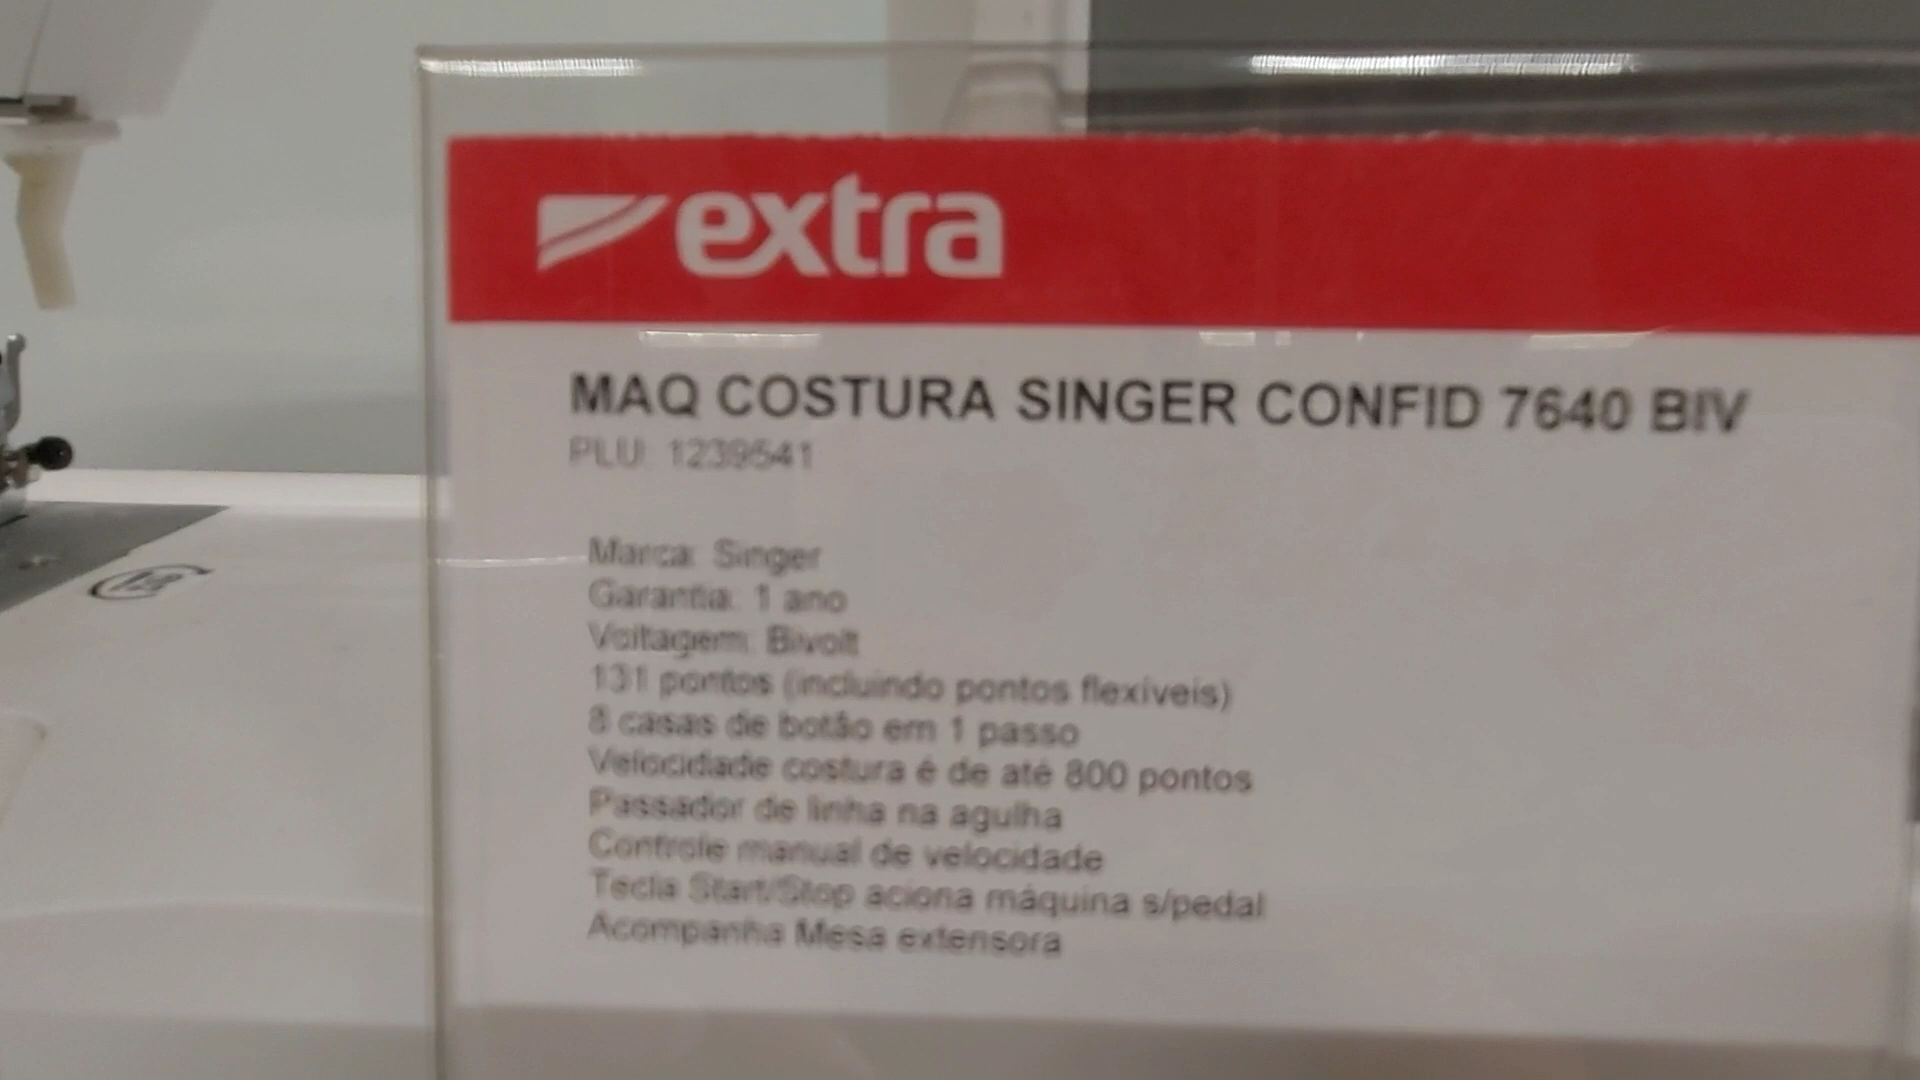 extra
MAQ COSTURA SINGER CONFID 7640 BIV
PLU: 1239541
Marca: Singer
Garantia: 1 ano
Voltagem: Bivolt
131 pontos (incluindo pontos flexíveis)
8 casas de botão em 1 passo
Velocidade costura é de até 800 pontos
Passador de linha na agulha
Controle manual de velocidade
Tecla Start/Stop aciona máquina s/pedal
Acompanha Mesa extensora